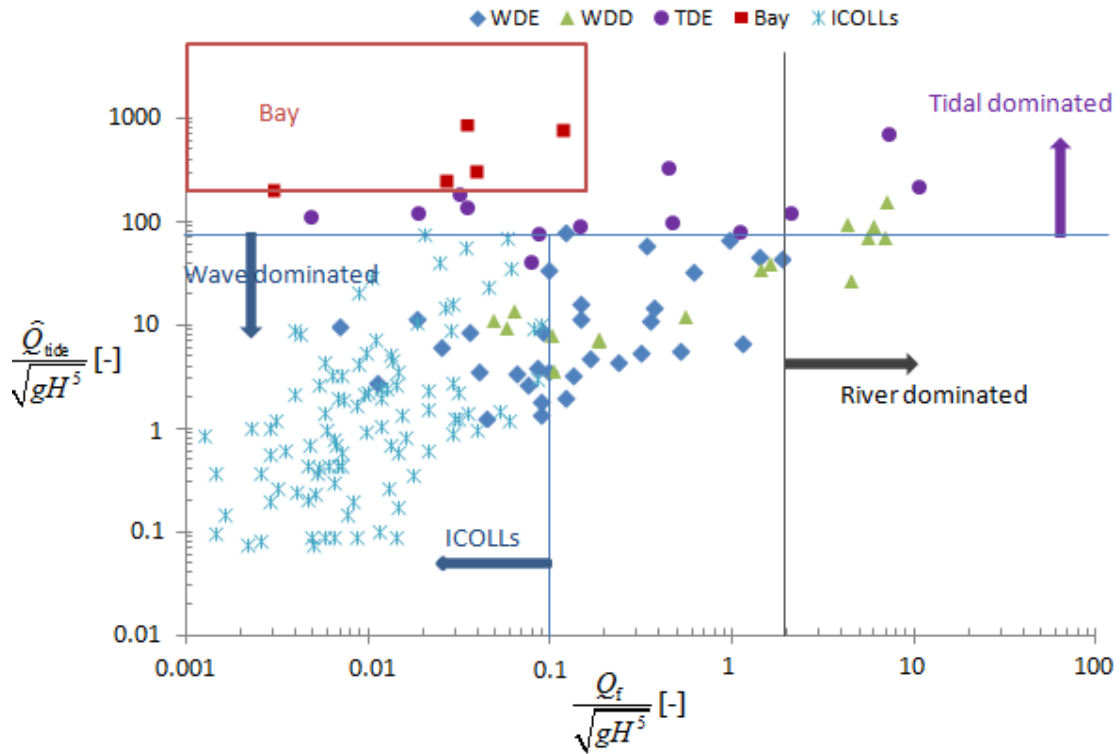 WDE WDD TDE Bay ICOLLs
Bay
Tidal dominated
Wave dominated
River dominated
ICOLLs
1000
100
10
1
0.1
0.01
0.001 0.01 0.1 1 10 100
Q̂tide
√gH⁵ [-]
Qf
√gH⁵ [-]